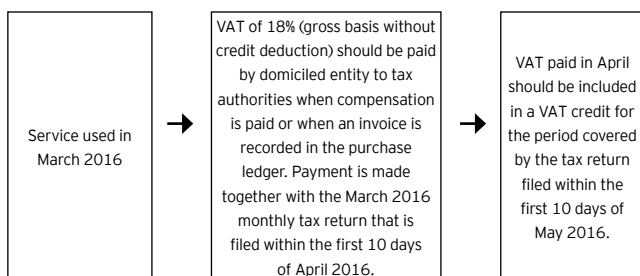 Service used in
March 2016
VAT of 18% (gross basis without
credit deduction) should be paid
by domiciled entity to tax
authorities when compensation
is paid or when an invoice is
recorded in the purchase
ledger. Payment is made
together with the March 2016
monthly tax return that is
filed within the first 10 days
of April 2016.
VAT paid in April
should be included
in a VAT credit for
the period covered
by the tax return
filed within the
first 10 days of
May 2016.